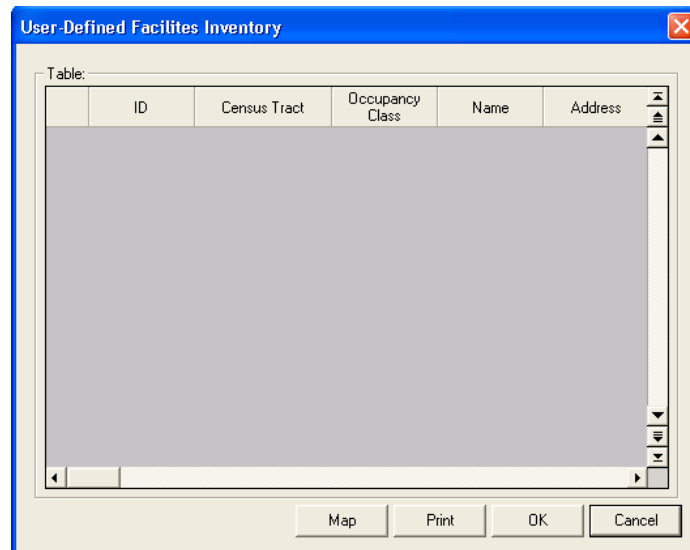 User-Defined Facilites Inventory
Table:
ID Census Tract Occupancy Class Name Address
Map Print OK Cancel